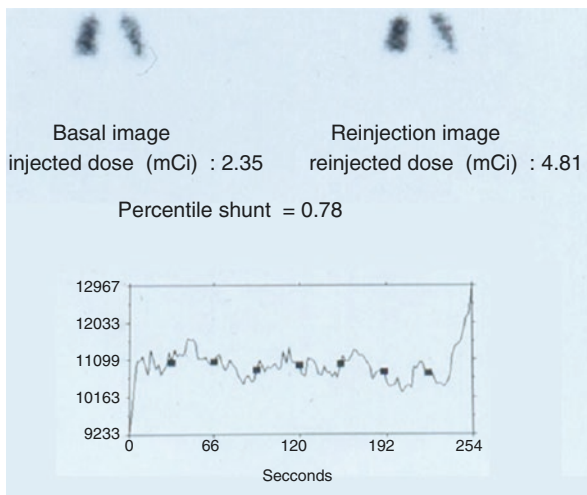 Basal image Reinjection image
injected dose (mCi) : 2.35 reinjected dose (mCi) : 4.81
Percentile shunt = 0.78
12967
12033
11099
10163
9233
0 66 120 192 254
Secconds